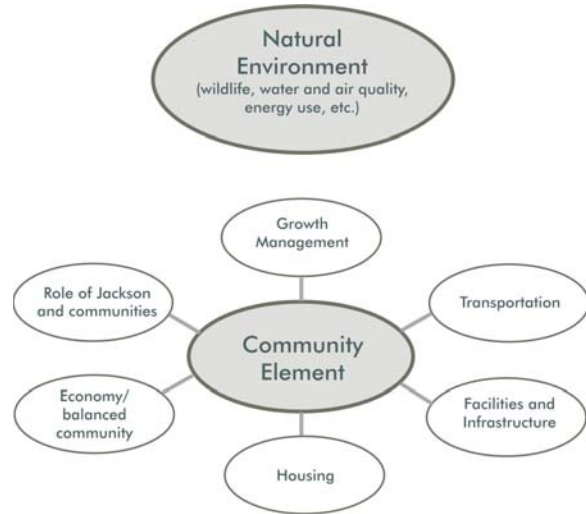 Natural
Environment
(wildlife, water and air quality,
energy use, etc.)
Growth
Management
Role of Jackson
and communities
Transportation
Community
Element
Economy/
balanced
community
Facilities and
Infrastructure
Housing